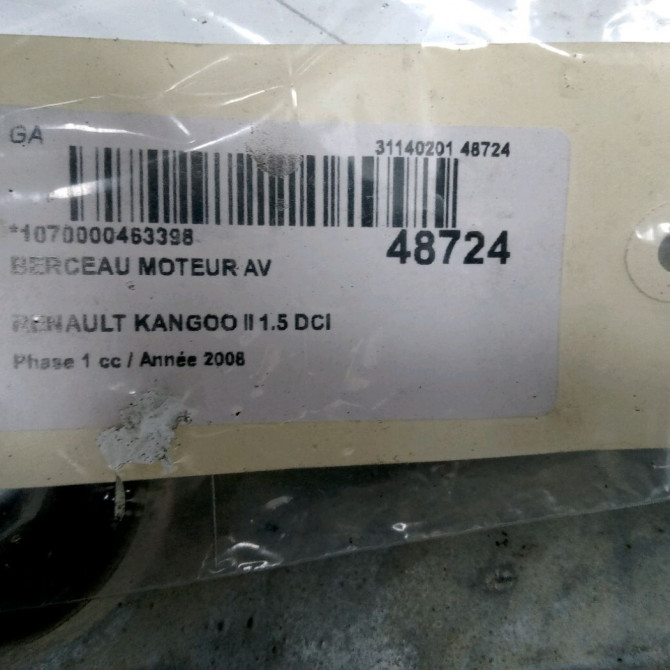 GA
31140201 48724
*1070000463398
48724
BERCEAU MOTEUR AV
RENAULT KANGOO II 1.5 DCI
Phase 1 cc / Année 2008